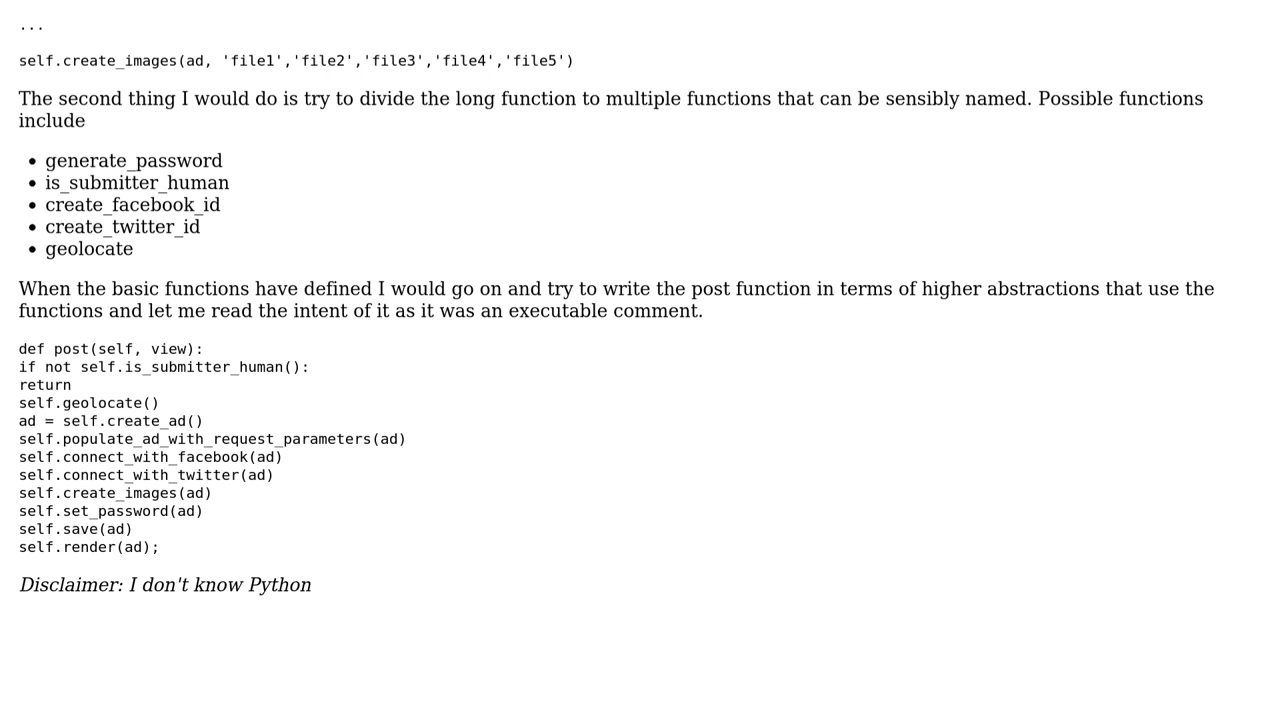 ...
self.create_images(ad, 'file1','file2','file3','file4','file5')
The second thing I would do is try to divide the long function to multiple functions that can be sensibly named. Possible functions
include
• generate_password
• is_submitter_human
• create_facebook_id
• create_twitter_id
• geolocate
When the basic functions have defined I would go on and try to write the post function in terms of higher abstractions that use the
functions and let me read the intent of it as it was an executable comment.
def post(self, view):
if not self.is_submitter_human():
return
self.geolocate()
ad = self.create_ad()
self.populate_ad_with_request_parameters(ad)
self.connect_with_facebook(ad)
self.connect_with_twitter(ad)
self.create_images(ad)
self.set_password(ad)
self.save(ad)
self.render(ad);
Disclaimer: I don't know Python